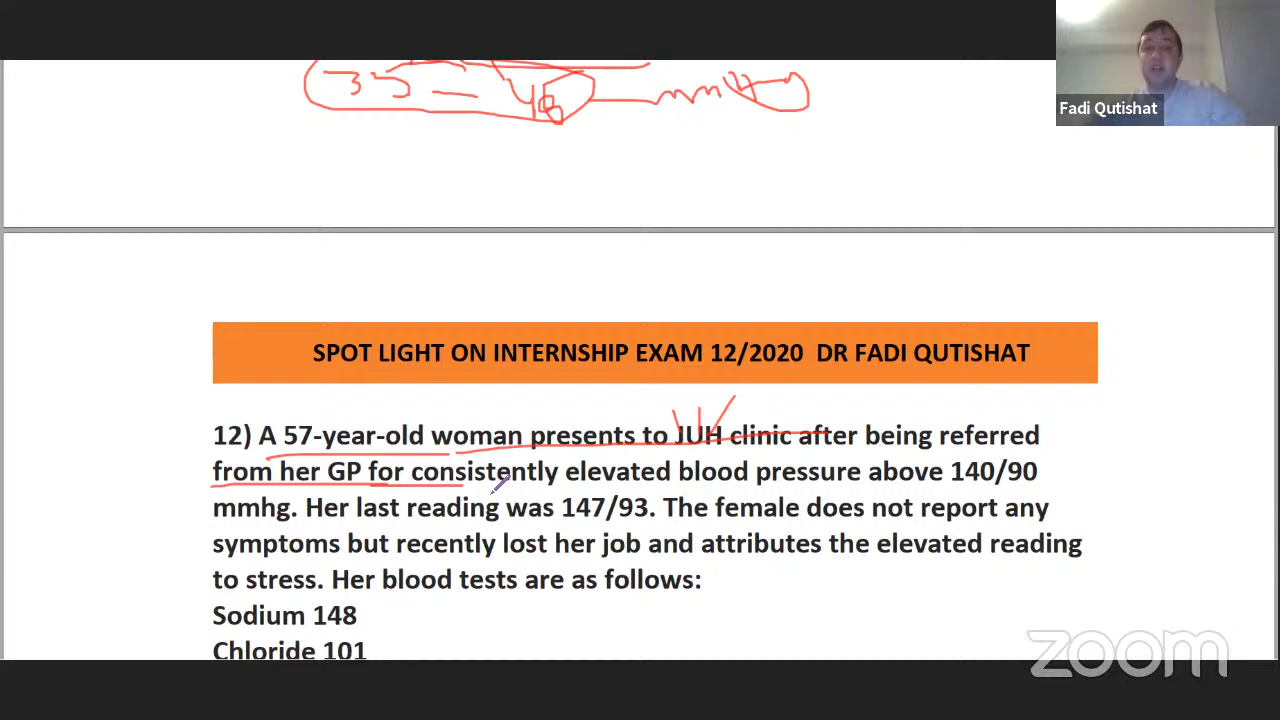 35 - 48 mmHg
Fadi Qutishat
SPOT LIGHT ON INTERNSHIP EXAM 12/2020 DR FADI QUTISHAT
12) A 57-year-old woman presents to JUH clinic after being referred
from her GP for consistently elevated blood pressure above 140/90
mmhg. Her last reading was 147/93. The female does not report any
symptoms but recently lost her job and attributes the elevated reading
to stress. Her blood tests are as follows:
Sodium 148
Chloride 101
zoom